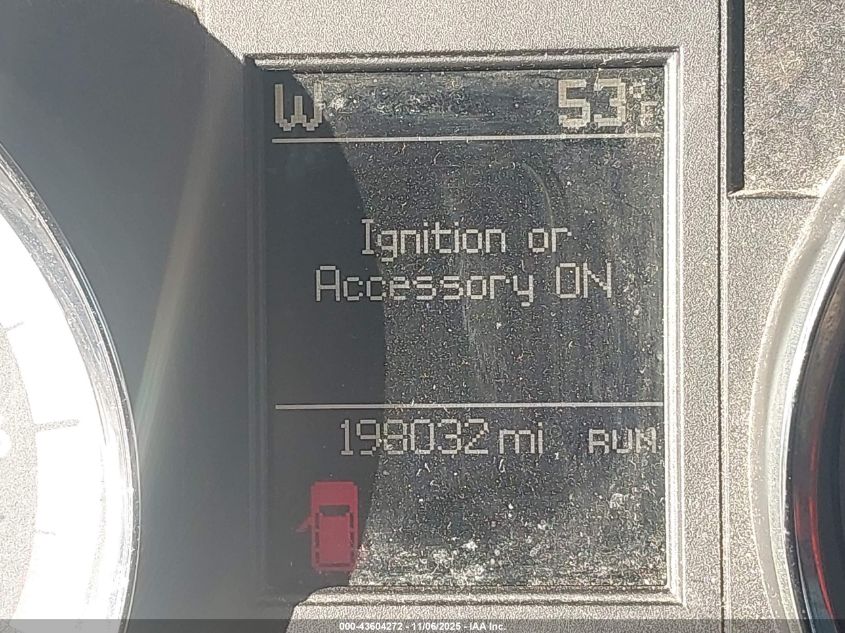 W 53°F
Ignition or
Accessory ON
198032 mi RUN
000-43604272 - 11/06/2025 - IAA Inc.